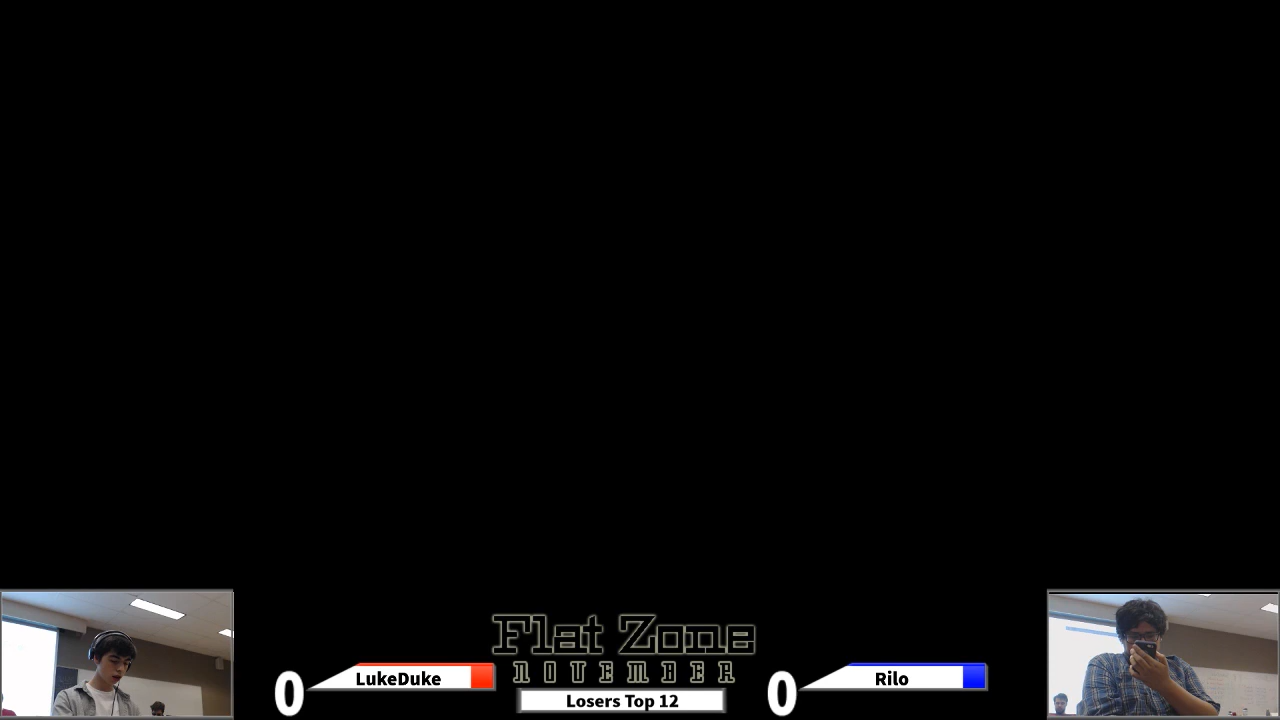 Flat Zone
NOVEMBER
0
LukeDuke
0
Rilo
Losers Top 12